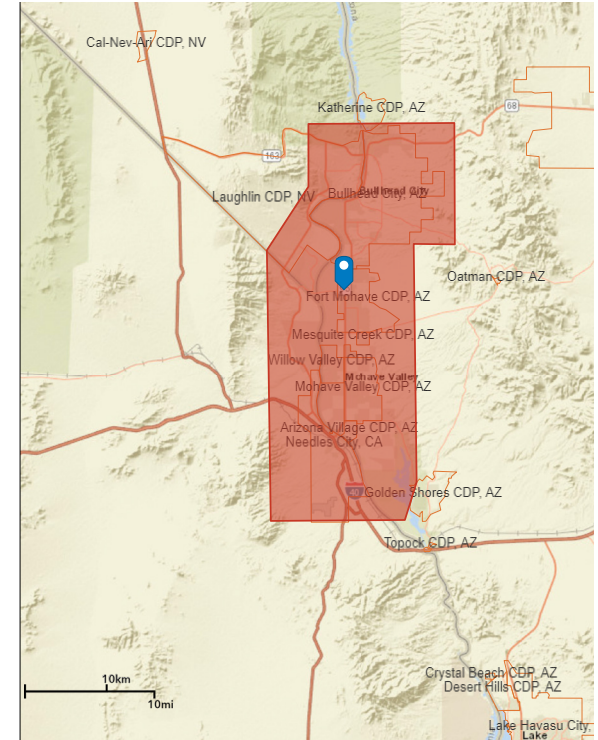 Cal-Nev-Ari CDP, NV
Katherine CDP, AZ
68
163
Bullhead City
Bullhead City, AZ
Laughlin CDP, NV
Oatman CDP, AZ
Fort Mohave CDP, AZ
Mesquite Creek CDP, AZ
Willow Valley CDP, AZ
Mohave Valley
Mohave Valley CDP, AZ
Arizona Village CDP, AZ
Needles City, CA
40
Golden Shores CDP, AZ
Topock CDP, AZ
Crystal Beach CDP, AZ
Desert Hills CDP, AZ
10km
10mi
Lake Havasu City,
Lake